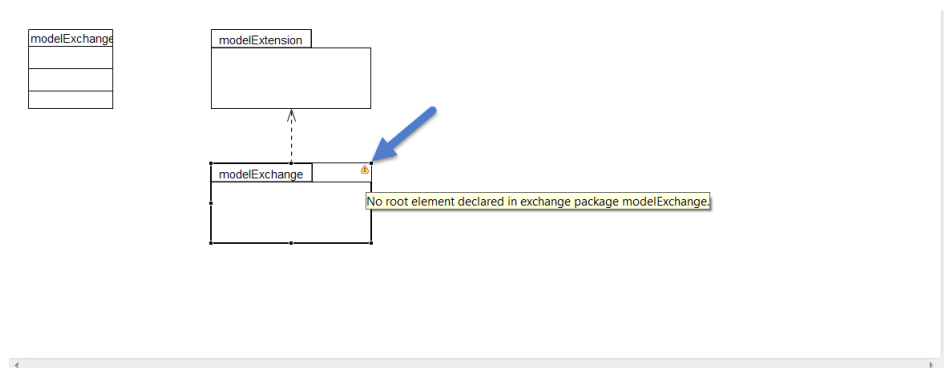 modelExchange
modelExtension
modelExchange
No root element declared in exchange package modelExchange.